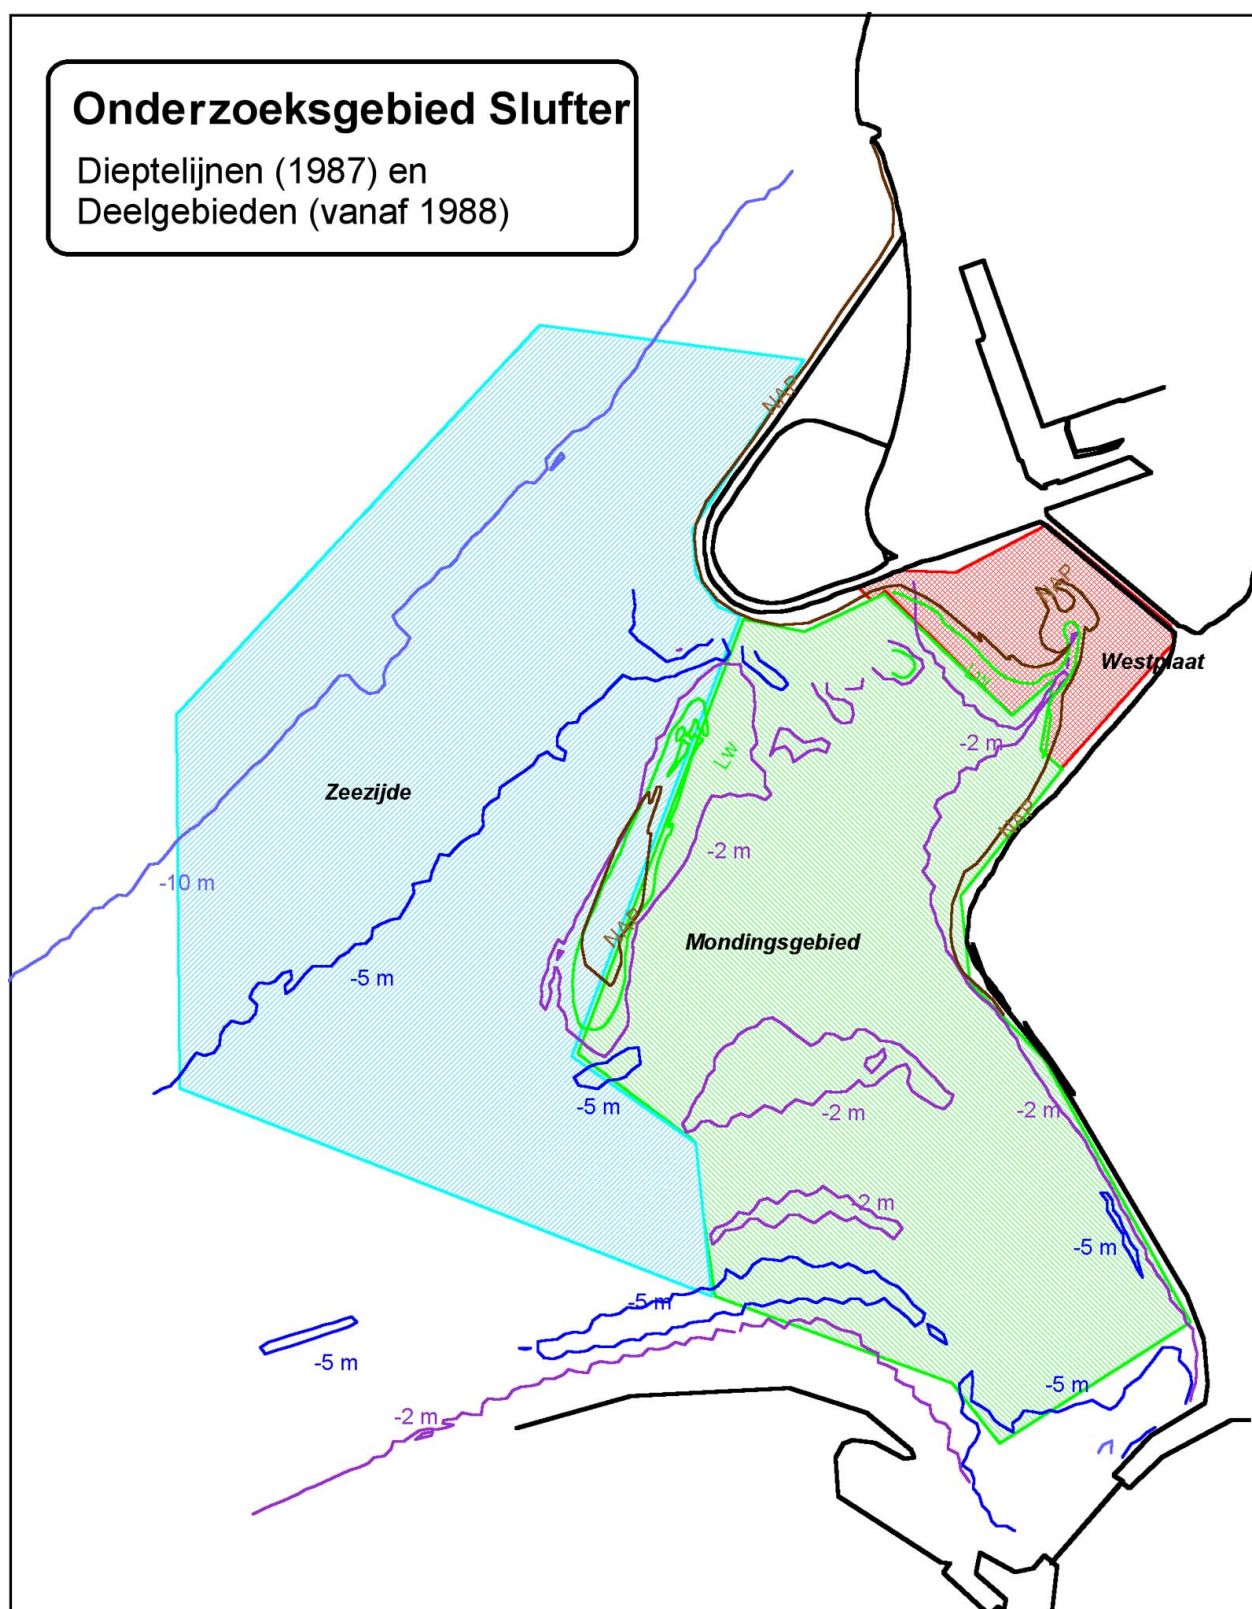 Onderzoeksgebied Slufter
Dieptelijnen (1987) en
Deelgebieden (vanaf 1988)
NAP
NAP
Westplaat
LW
-2 m
LW
Zeezijde
NAP
-2 m
-10 m
NAP
Mondingsgebied
-5 m
-5 m
-2 m
-2 m
-2 m
-5 m
-5 m
-5 m
-5 m
-2 m